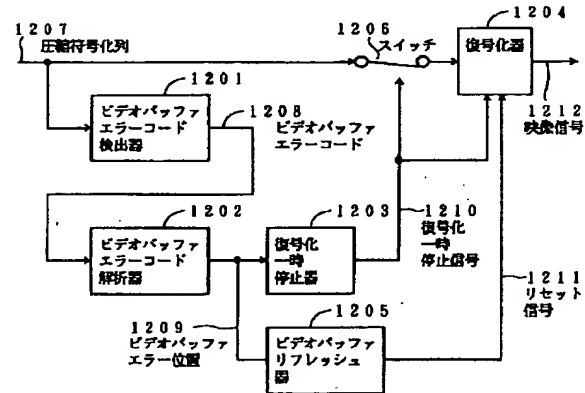 1207
圧縮符号化列
1206
スイッチ
1204
復号化器
1212
映像信号
1201
ビデオバッファ
エラーコード
検出器
1208
ビデオバッファ
エラーコード
1202
ビデオバッファ
エラーコード
解析器
1203
復号化
一時
停止器
1210
復号化
一時
停止信号
1211
リセット
信号
1209
ビデオバッファ
エラー位置
1205
ビデオバッファ
リフレッシュ
器